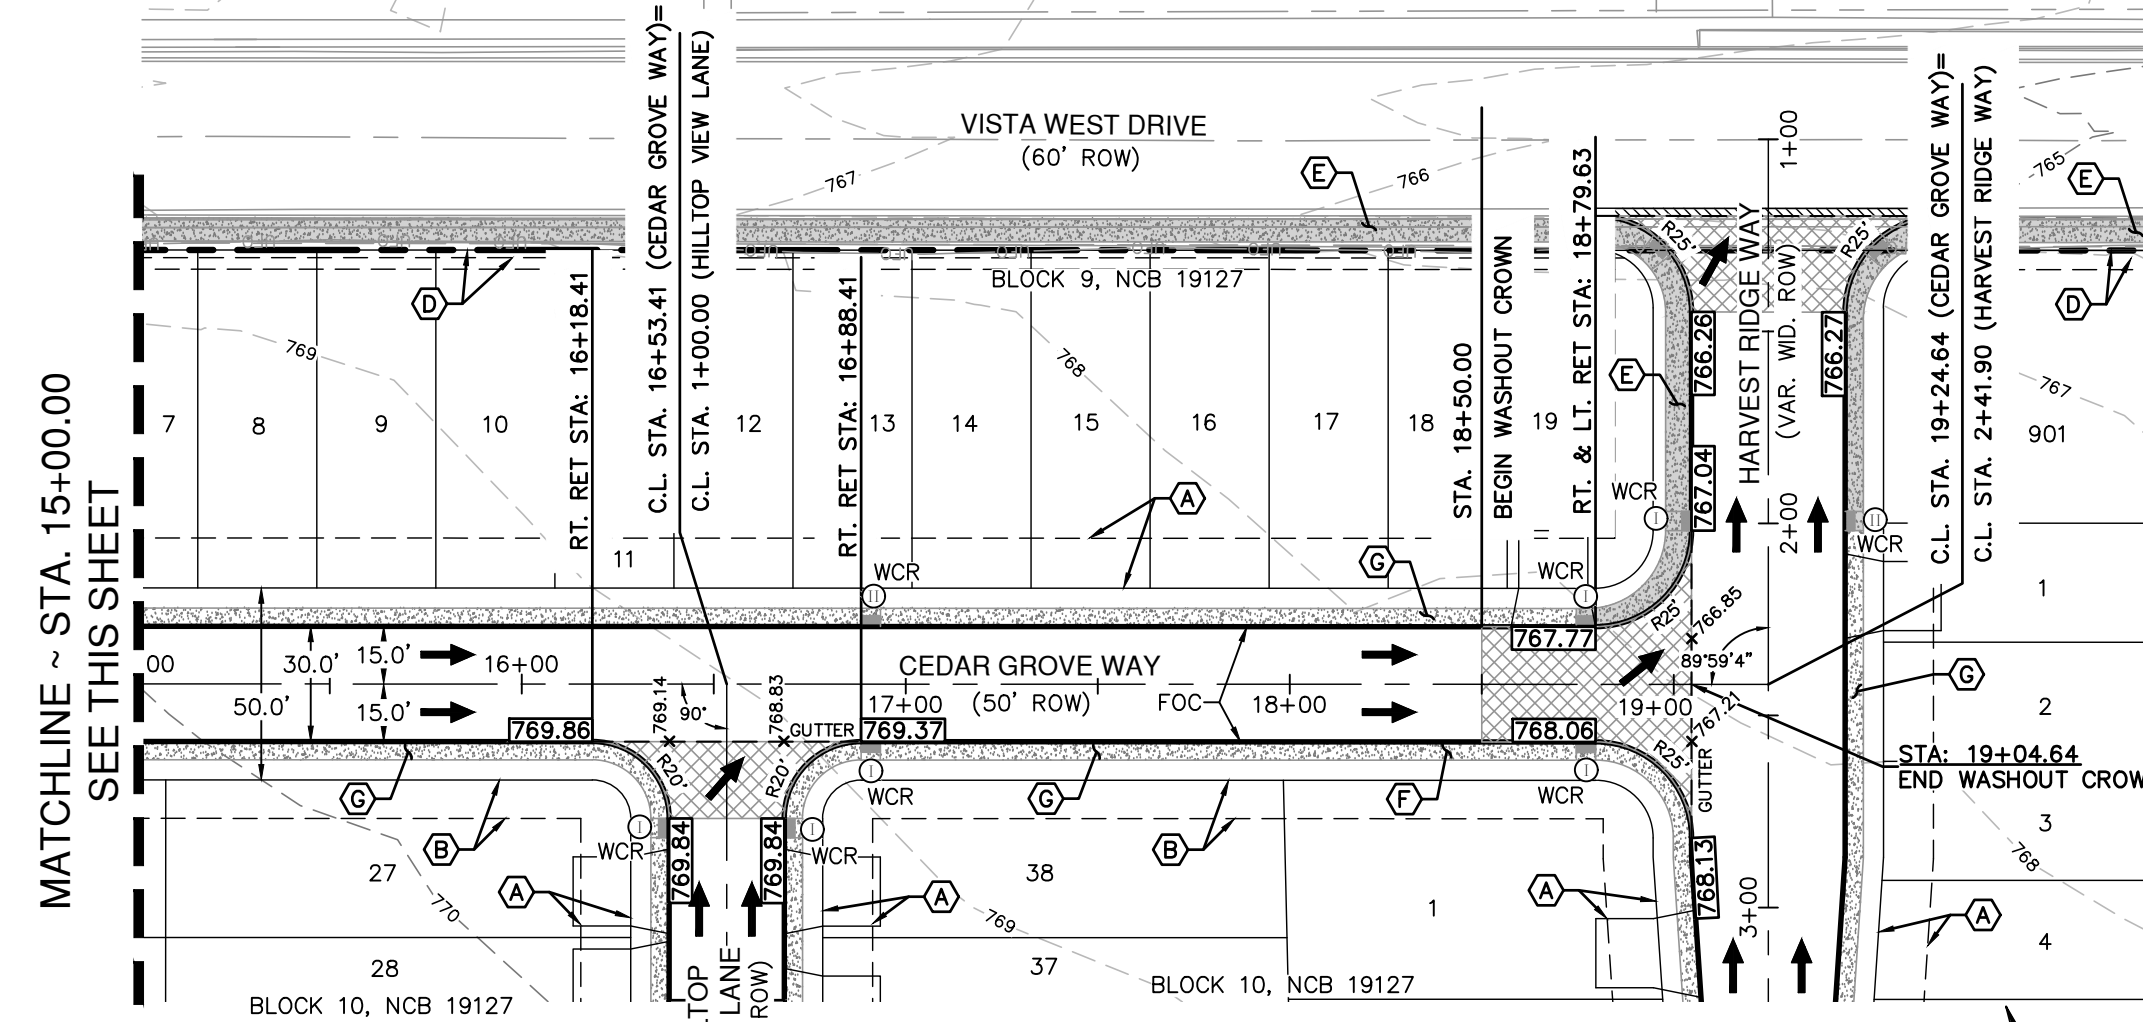 MATCHLINE ~ STA. 15+00.00
SEE THIS SHEET
VISTA WEST DRIVE
(60' ROW)
767
766
765
E
E
D
D
C.L. STA. 16+53.41 (CEDAR GROVE WAY)=
C.L. STA. 1+00.00 (HILLTOP VIEW LANE)
RT. RET STA: 16+18.41
RT. RET STA: 16+88.41
BLOCK 9, NCB 19127
STA. 18+50.00
BEGIN WASHOUT CROWN
RT. & LT. RET STA: 18+79.63
R25'
R25'
1+00
HARVEST RIDGE WAY
(VAR. WID. ROW)
766.26
766.27
767.04
C.L. STA. 19+24.64 (CEDAR GROVE WAY)=
C.L. STA. 2+41.90 (HARVEST RIDGE WAY)
769
768
767
7
8
9
10
11
12
13
14
15
16
17
18
19
901
E
A
G
WCR
II
WCR
I
WCR
I
2+00
II
WCR
1
2
3
4
00
30.0'
15.0'
15.0'
50.0'
16+00
769.86
769.14
90°
768.83
GUTTER
CEDAR GROVE WAY
(50' ROW)
17+00
769.37
FOC
18+00
767.77
768.06
19+00
R25'
766.85
89°59'4"
767.21
R25'
GUTTER
G
STA: 19+04.64
END WASHOUT CROW
R20'
R20'
G
B
I
WCR
I
WCR
I
WCR
G
B
F
I
WCR
769.84
769.84
768.13
3+00
768
770
769
27
28
38
37
1
A
A
A
A
BLOCK 10, NCB 19127
BLOCK 10, NCB 19127
LTOP
LANE
ROW)